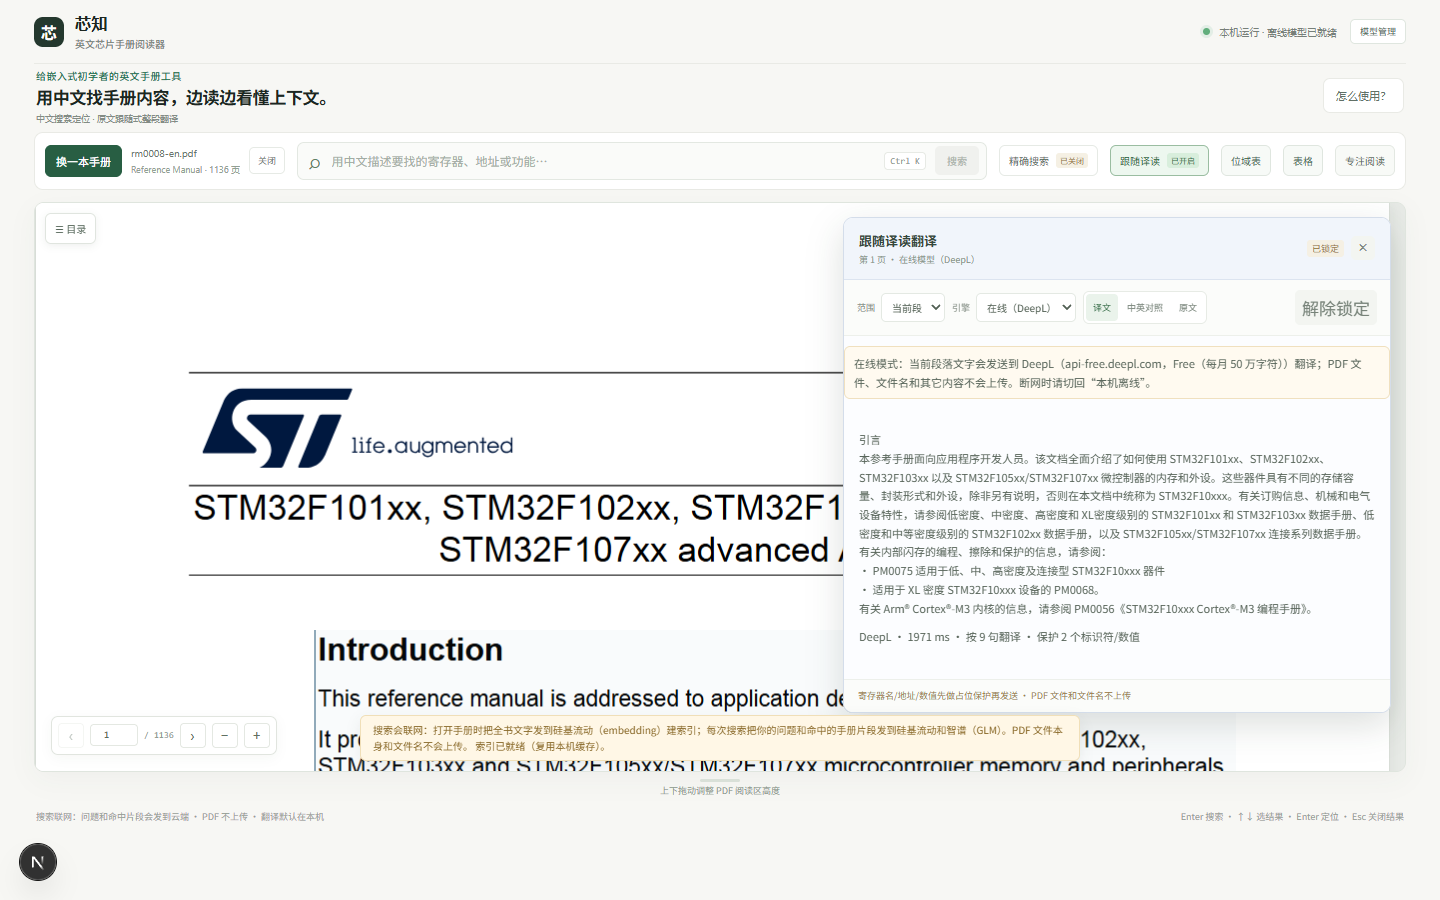 芯
芯知
英文芯片手册阅读器
本机运行 · 离线模型已就绪
模型管理
给嵌入式初学者的英文手册工具
用中文找手册内容，边读边看懂上下文。
中文搜索定位 · 原文跟随式整段翻译
怎么使用？
换一本手册
rm0008-en.pdf
Reference Manual · 1136 页
关闭
用中文描述要找的寄存器、地址或功能…
Ctrl K
搜索
精确搜索 已关闭
跟随译读 已开启
位域表
表格
专注阅读
☰ 目录
ST life.augmented
STM32F101xx, STM32F102xx, STM32F1
STM32F107xx advanced
Introduction
This reference manual is addressed to application de
It pr
102xx,
STM32F103xx and STM32F105xx/STM32F107xx microcontroller memory and peripherals
跟随译读翻译
第 1 页 · 在线模型（DeepL）
已锁定
×
范围 当前段 引擎 在线（DeepL） 译文 中英对照 原文
解除锁定
在线模式：当前段落文字会发送到 DeepL（api-free.deepl.com，Free（每月 50 万字符））翻译；PDF 文
件、文件名和其它内容不会上传。断网时请切回“本机离线”。
引言
本参考手册面向应用程序开发人员。该文档全面介绍了如何使用 STM32F101xx、STM32F102xx、
STM32F103xx 以及 STM32F105xx/STM32F107xx 微控制器的内存和外设。这些器件具有不同的存储容
量、封装形式和外设，除非另有说明，否则在本文档中统称为 STM32F10xxx。有关订购信息、机械和电气
设备特性，请参阅低密度、中密度、高密度和 XL密度级别的 STM32F101xx 和 STM32F103xx 数据手册、低
密度和中等密度级别的 STM32F102xx 数据手册，以及 STM32F105xx/STM32F107xx 连接系列数据手册。
有关内部闪存的编程、擦除和保护的信息，请参阅：
• PM0075 适用于低、中、高密度及连接型 STM32F10xxx 器件
• 适用于 XL 密度 STM32F10xxx 设备的 PM0068。
有关 Arm® Cortex®-M3 内核的信息，请参阅 PM0056《STM32F10xxx Cortex®-M3 编程手册》。
DeepL · 1971 ms · 按 9 句翻译 · 保护 2 个标识符/数值
寄存器名/地址/数值先做占位保护再发送 · PDF 文件和文件名不上传
‹ 1 / 1136 › − +
搜索会联网：打开手册时把全书文字发到硅基流动（embedding）建索引；每次搜索把你的问题和命中的手册片段发到硅基流动和智谱（GLM）。PDF 文件本
身和文件名不会上传。 索引已就绪（复用本机缓存）。
上下拖动调整 PDF 阅读区高度
搜索联网：问题和命中片段会发到云端 · PDF 不上传 · 翻译默认在本机
Enter 搜索 · ↑↓ 选结果 · Enter 定位 · Esc 关闭结果
N